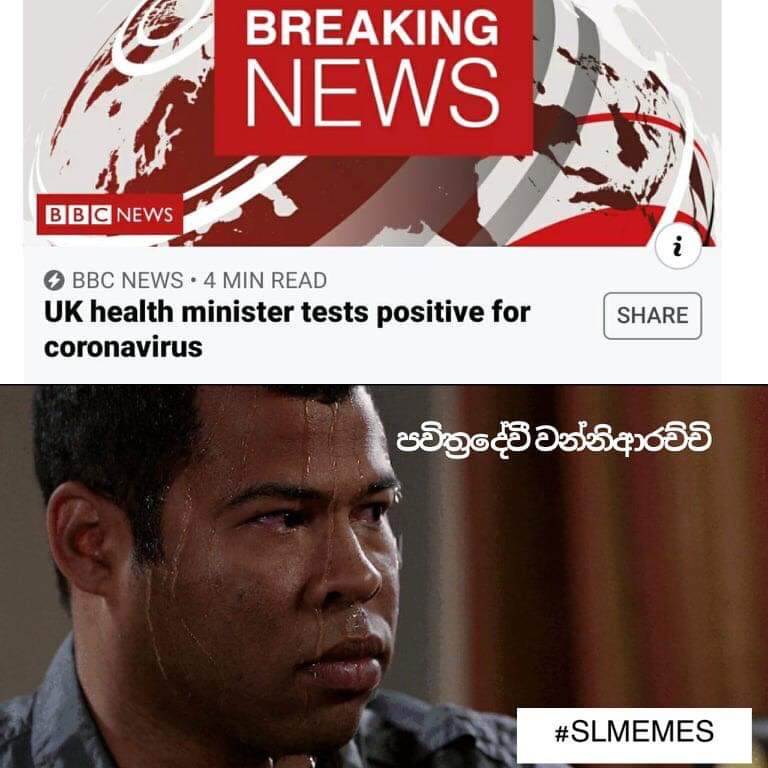 BREAKING
NEWS
BBC NEWS
i
BBC NEWS • 4 MIN READ
UK health minister tests positive for
coronavirus
SHARE
පවිත්‍රදේවී වන්නිආරච්චි
#SLMEMES